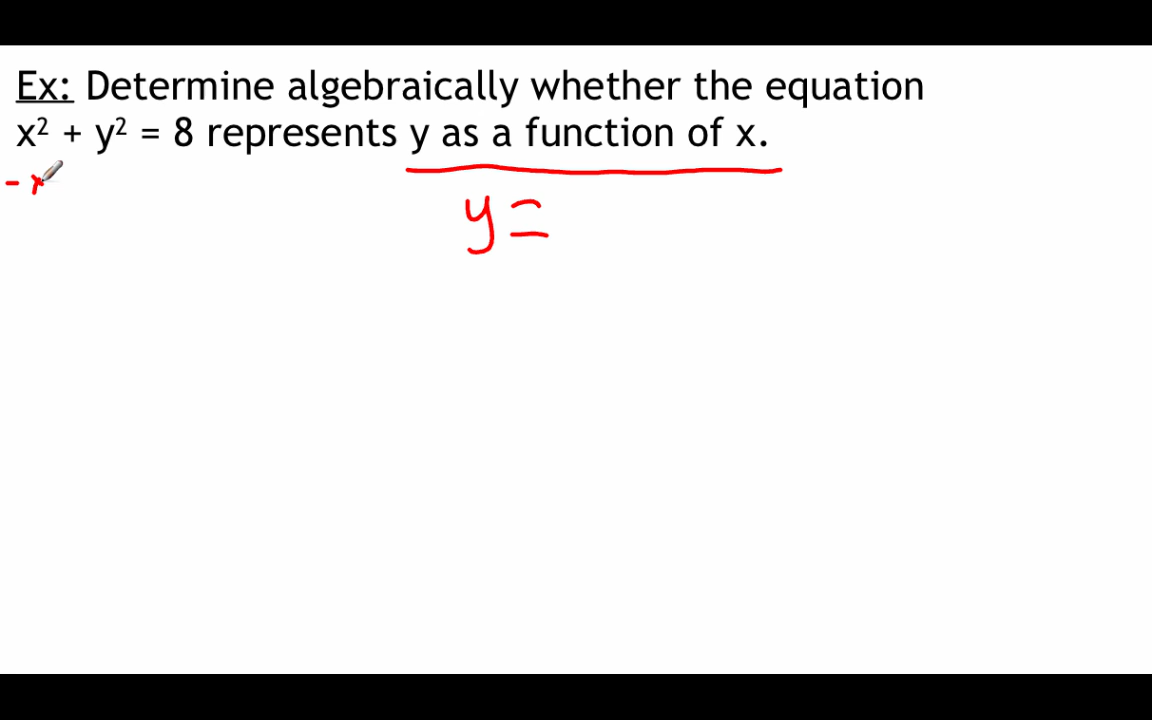 Ex: Determine algebraically whether the equation
x² + y² = 8 represents y as a function of x.
- x
y =